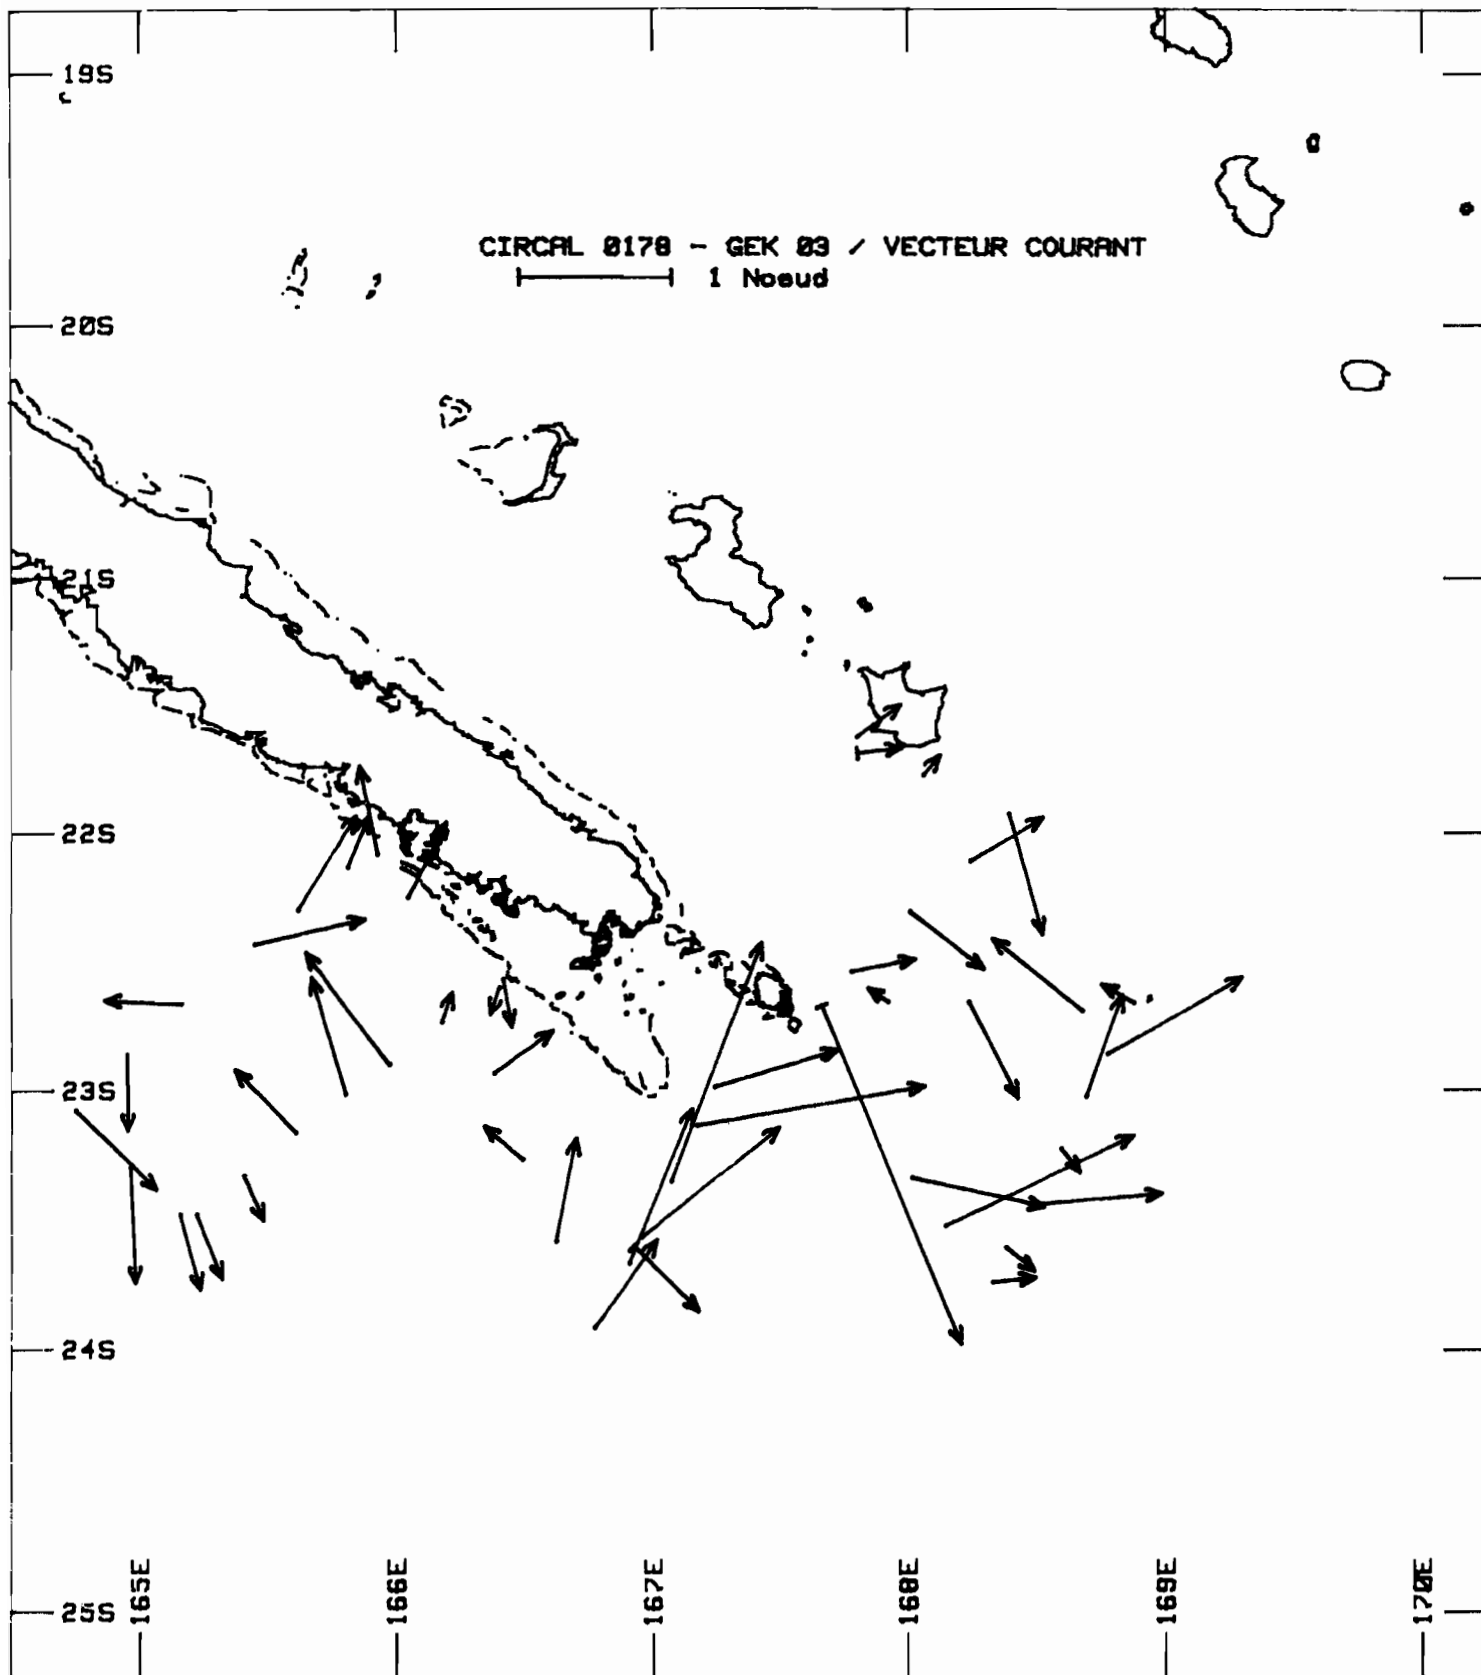 19S
CIRCAL 0178 - GEK 03 / VECTEUR COURANT
1 Noeud
20S
21S
22S
23S
24S
25S
165E
166E
167E
168E
169E
170E